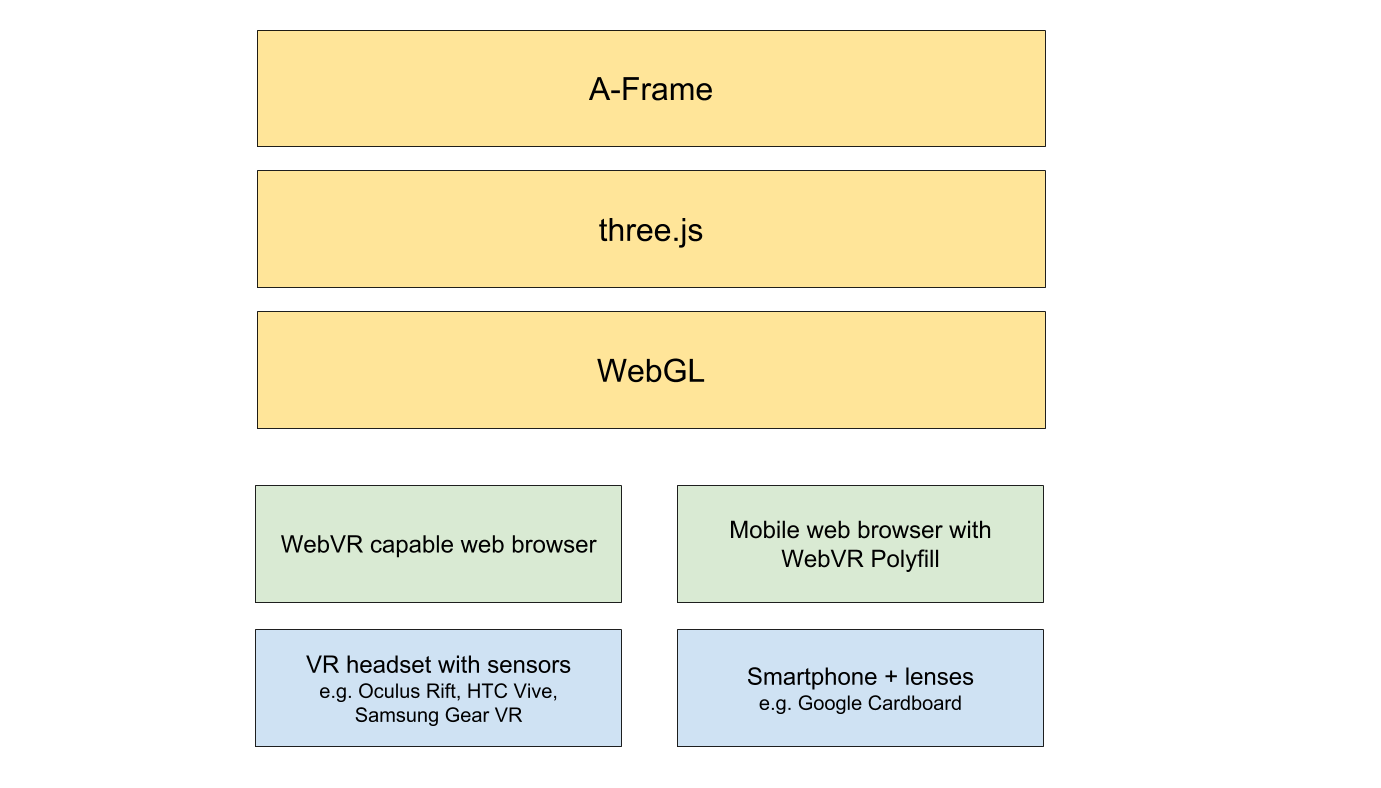 A-Frame
three.js
WebGL
WebVR capable web browser
Mobile web browser with
WebVR Polyfill
VR headset with sensors
e.g. Oculus Rift, HTC Vive,
Samsung Gear VR
Smartphone + lenses
e.g. Google Cardboard